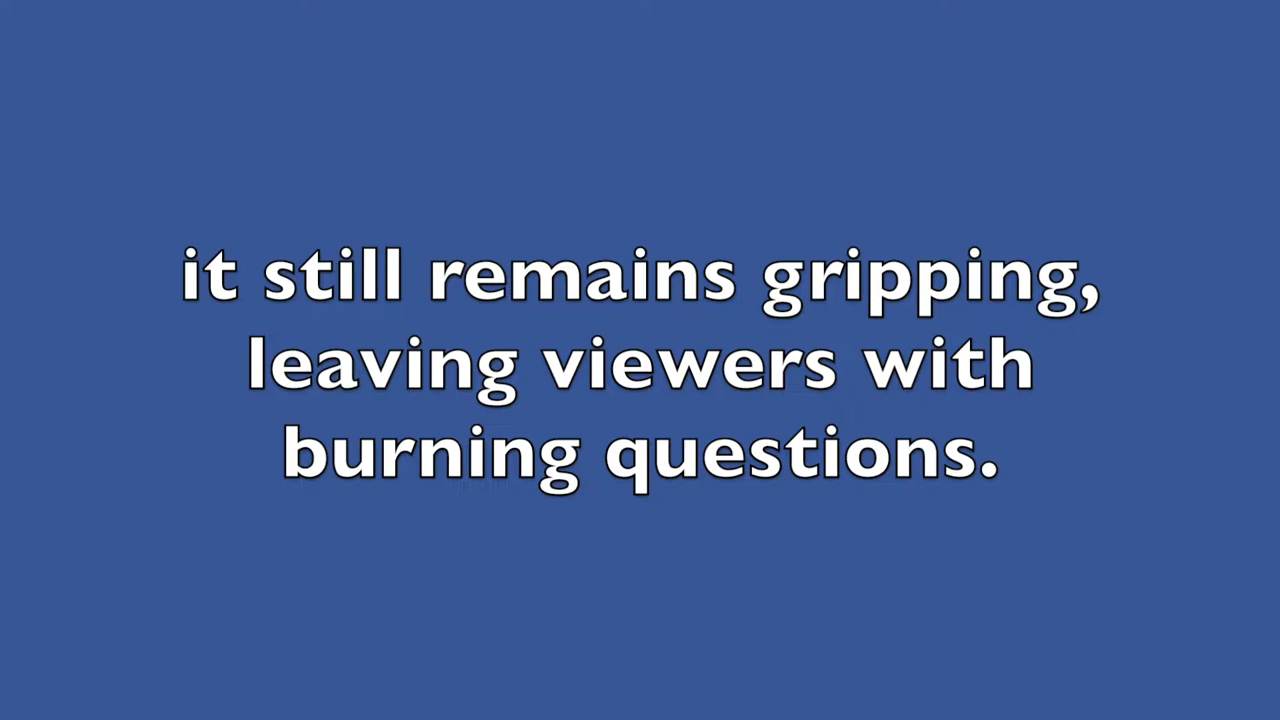 it still remains gripping,
leaving viewers with
burning questions.